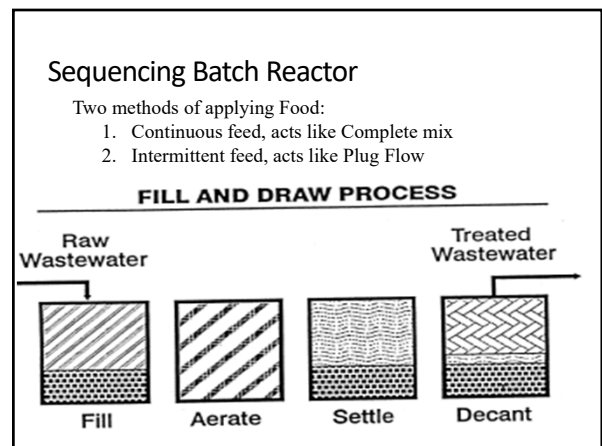 Sequencing Batch Reactor
Two methods of applying Food:
1. Continuous feed, acts like Complete mix
2. Intermittent feed, acts like Plug Flow
FILL AND DRAW PROCESS
Raw
Wastewater
Treated
Wastewater
Fill
Aerate
Settle
Decant